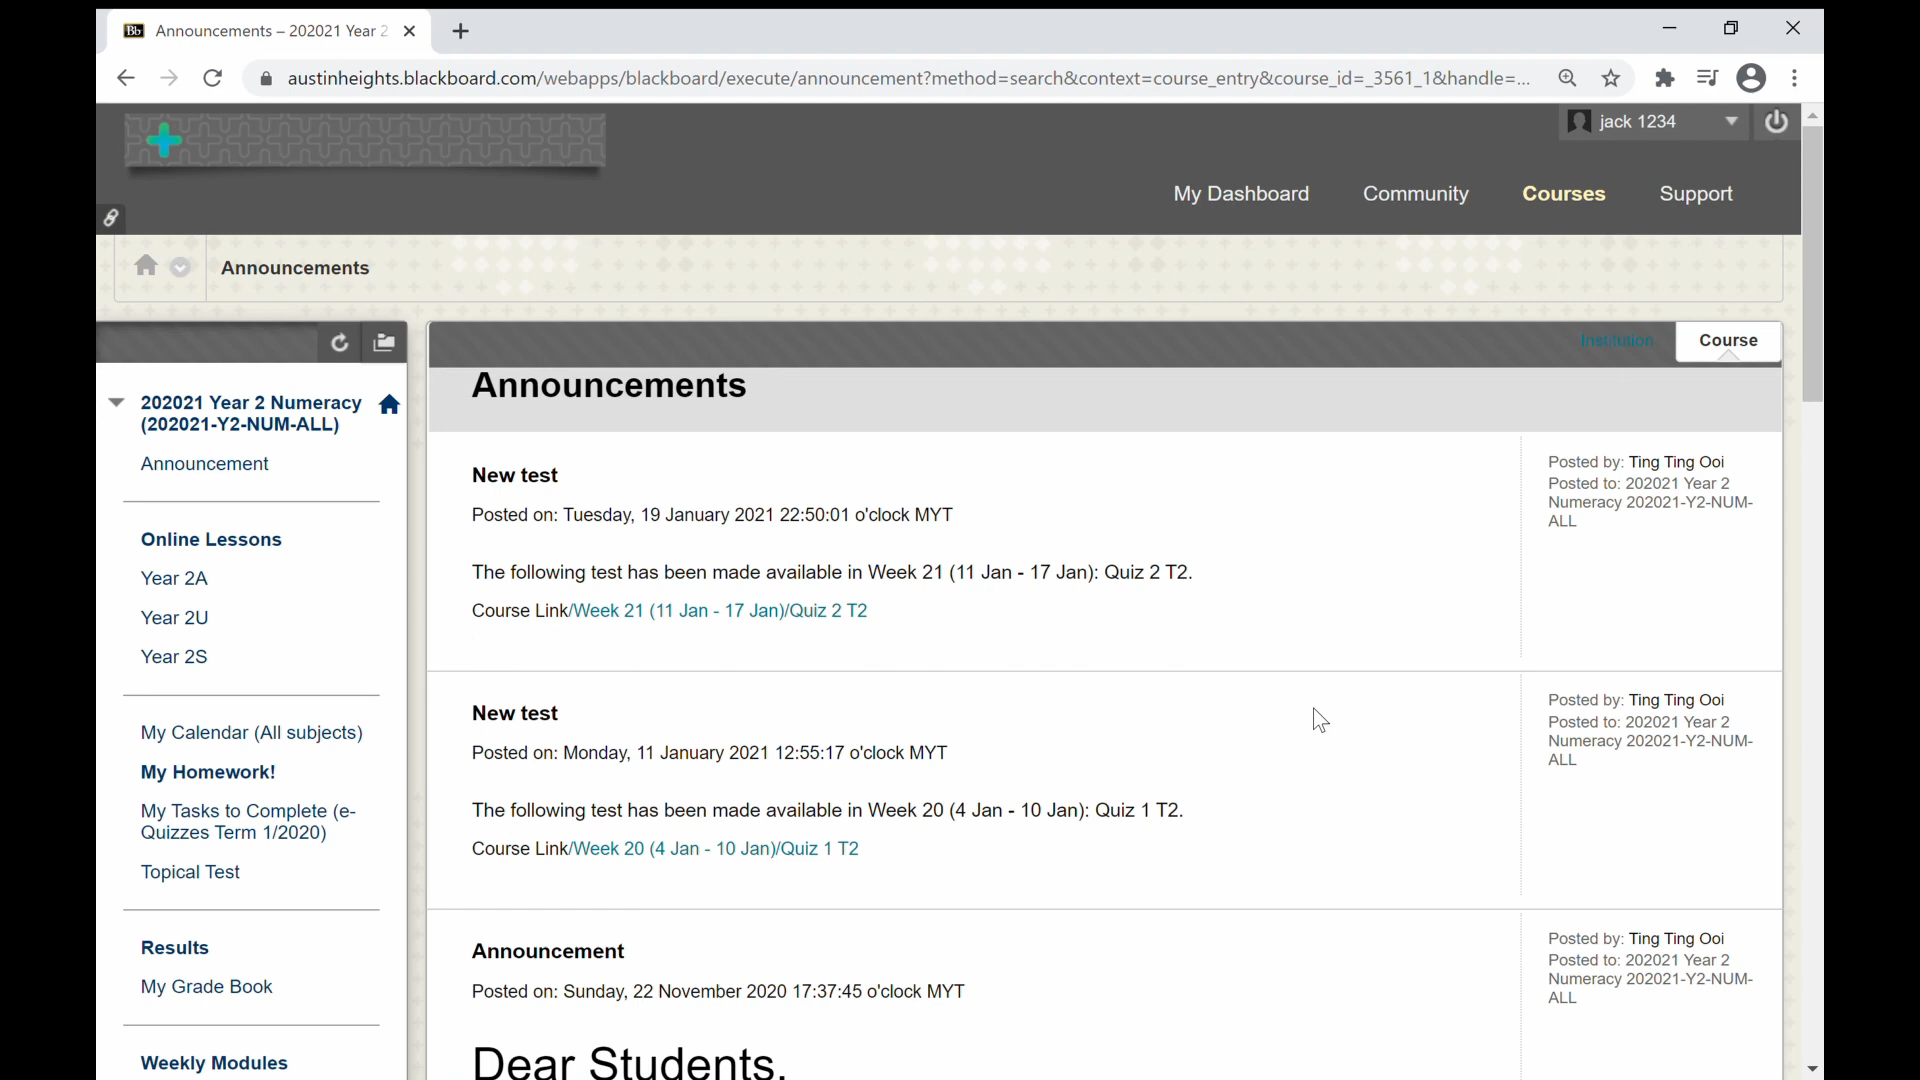 Bb Announcements – 202021 Year 2
austinheights.blackboard.com/webapps/blackboard/execute/announcement?method=search&context=course_entry&course_id=_3561_1&handle=...
jack 1234
My Dashboard Community Courses Support
Announcements
Institution Course
202021 Year 2 Numeracy
(202021-Y2-NUM-ALL)
Announcement
Online Lessons
Year 2A
Year 2U
Year 2S
My Calendar (All subjects)
My Homework!
My Tasks to Complete (e-
Quizzes Term 1/2020)
Topical Test
Results
My Grade Book
Weekly Modules
Announcements
New test
Posted on: Tuesday, 19 January 2021 22:50:01 o'clock MYT
The following test has been made available in Week 21 (11 Jan - 17 Jan): Quiz 2 T2.
Course Link/Week 21 (11 Jan - 17 Jan)/Quiz 2 T2
Posted by: Ting Ting Ooi
Posted to: 202021 Year 2
Numeracy 202021-Y2-NUM-
ALL
New test
Posted on: Monday, 11 January 2021 12:55:17 o'clock MYT
The following test has been made available in Week 20 (4 Jan - 10 Jan): Quiz 1 T2.
Course Link/Week 20 (4 Jan - 10 Jan)/Quiz 1 T2
Posted by: Ting Ting Ooi
Posted to: 202021 Year 2
Numeracy 202021-Y2-NUM-
ALL
Announcement
Posted on: Sunday, 22 November 2020 17:37:45 o'clock MYT
Dear Students,
Posted by: Ting Ting Ooi
Posted to: 202021 Year 2
Numeracy 202021-Y2-NUM-
ALL